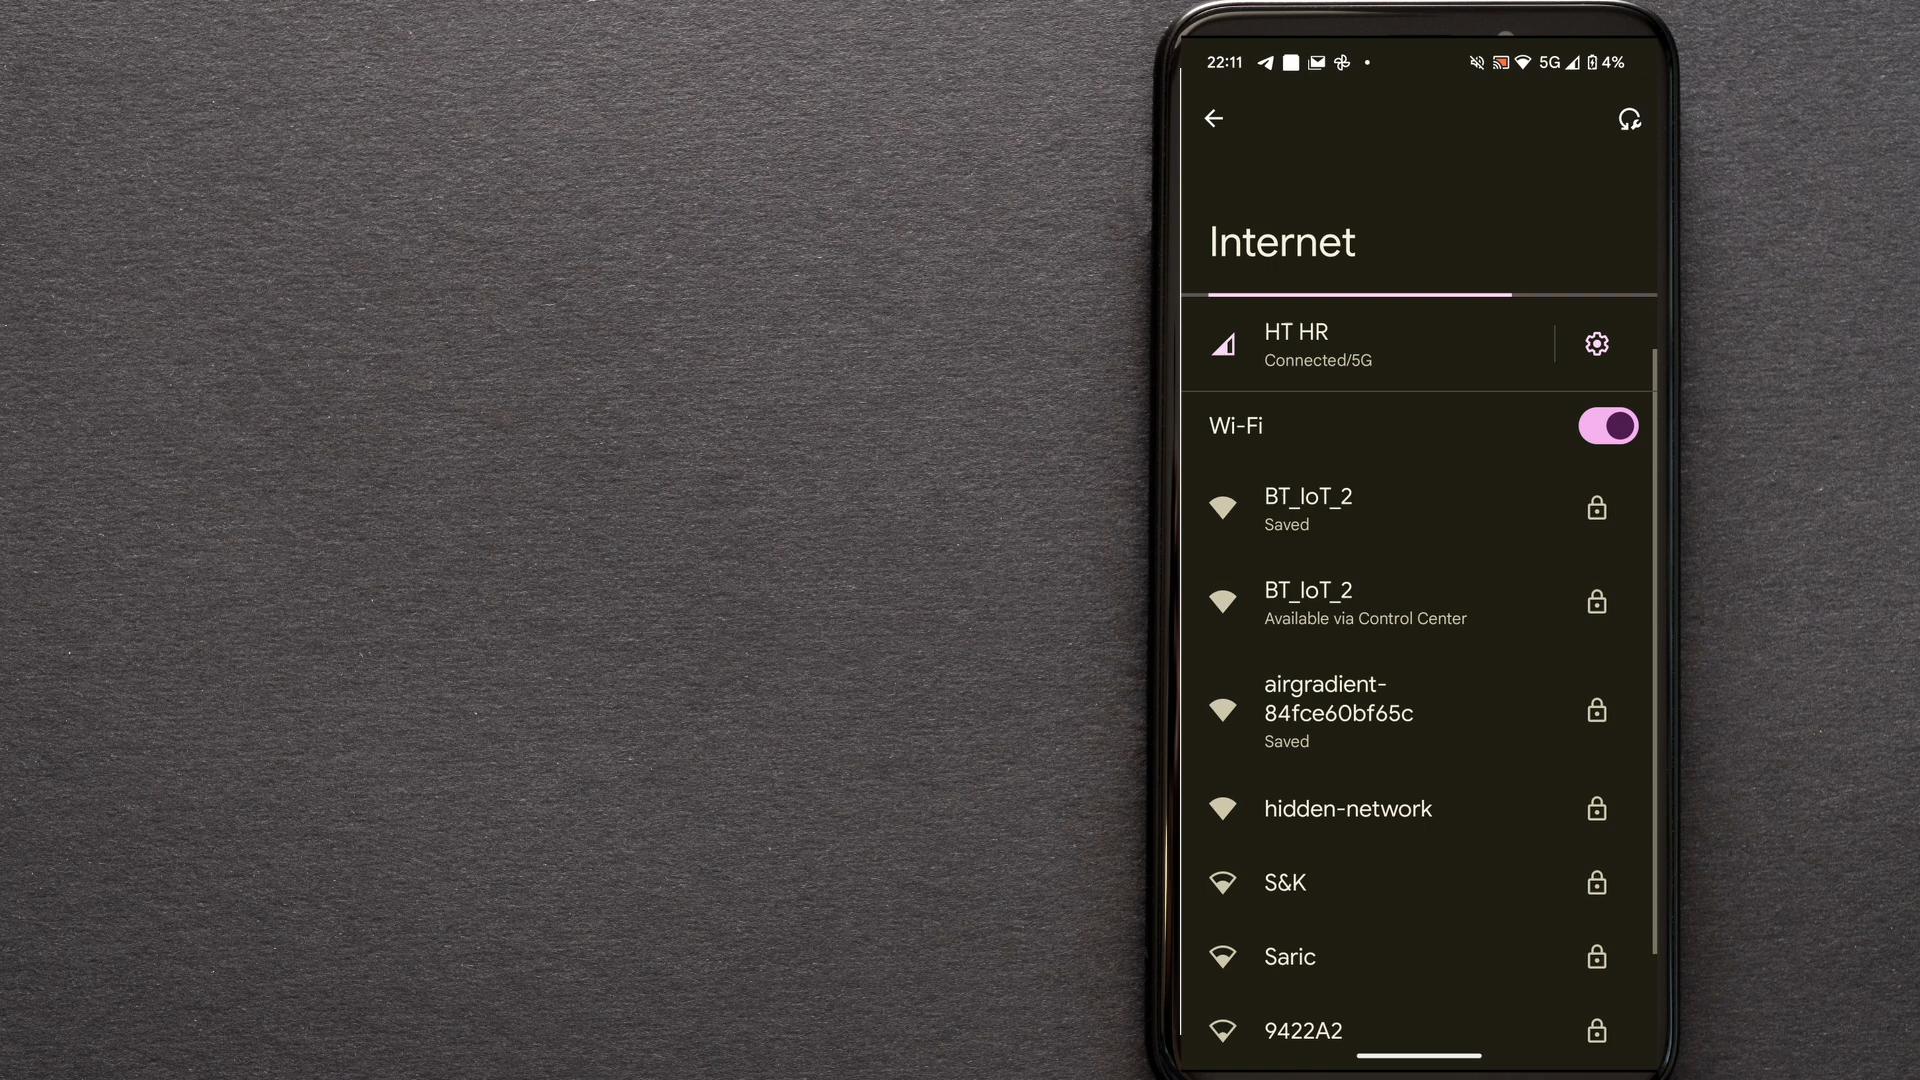 22:11 5G 4%
Internet
HT HR
Connected/5G
Wi-Fi
BT_IoT_2
Saved
BT_IoT_2
Available via Control Center
airgradient-
84fce60bf65c
Saved
hidden-network
S&K
Saric
9422A2